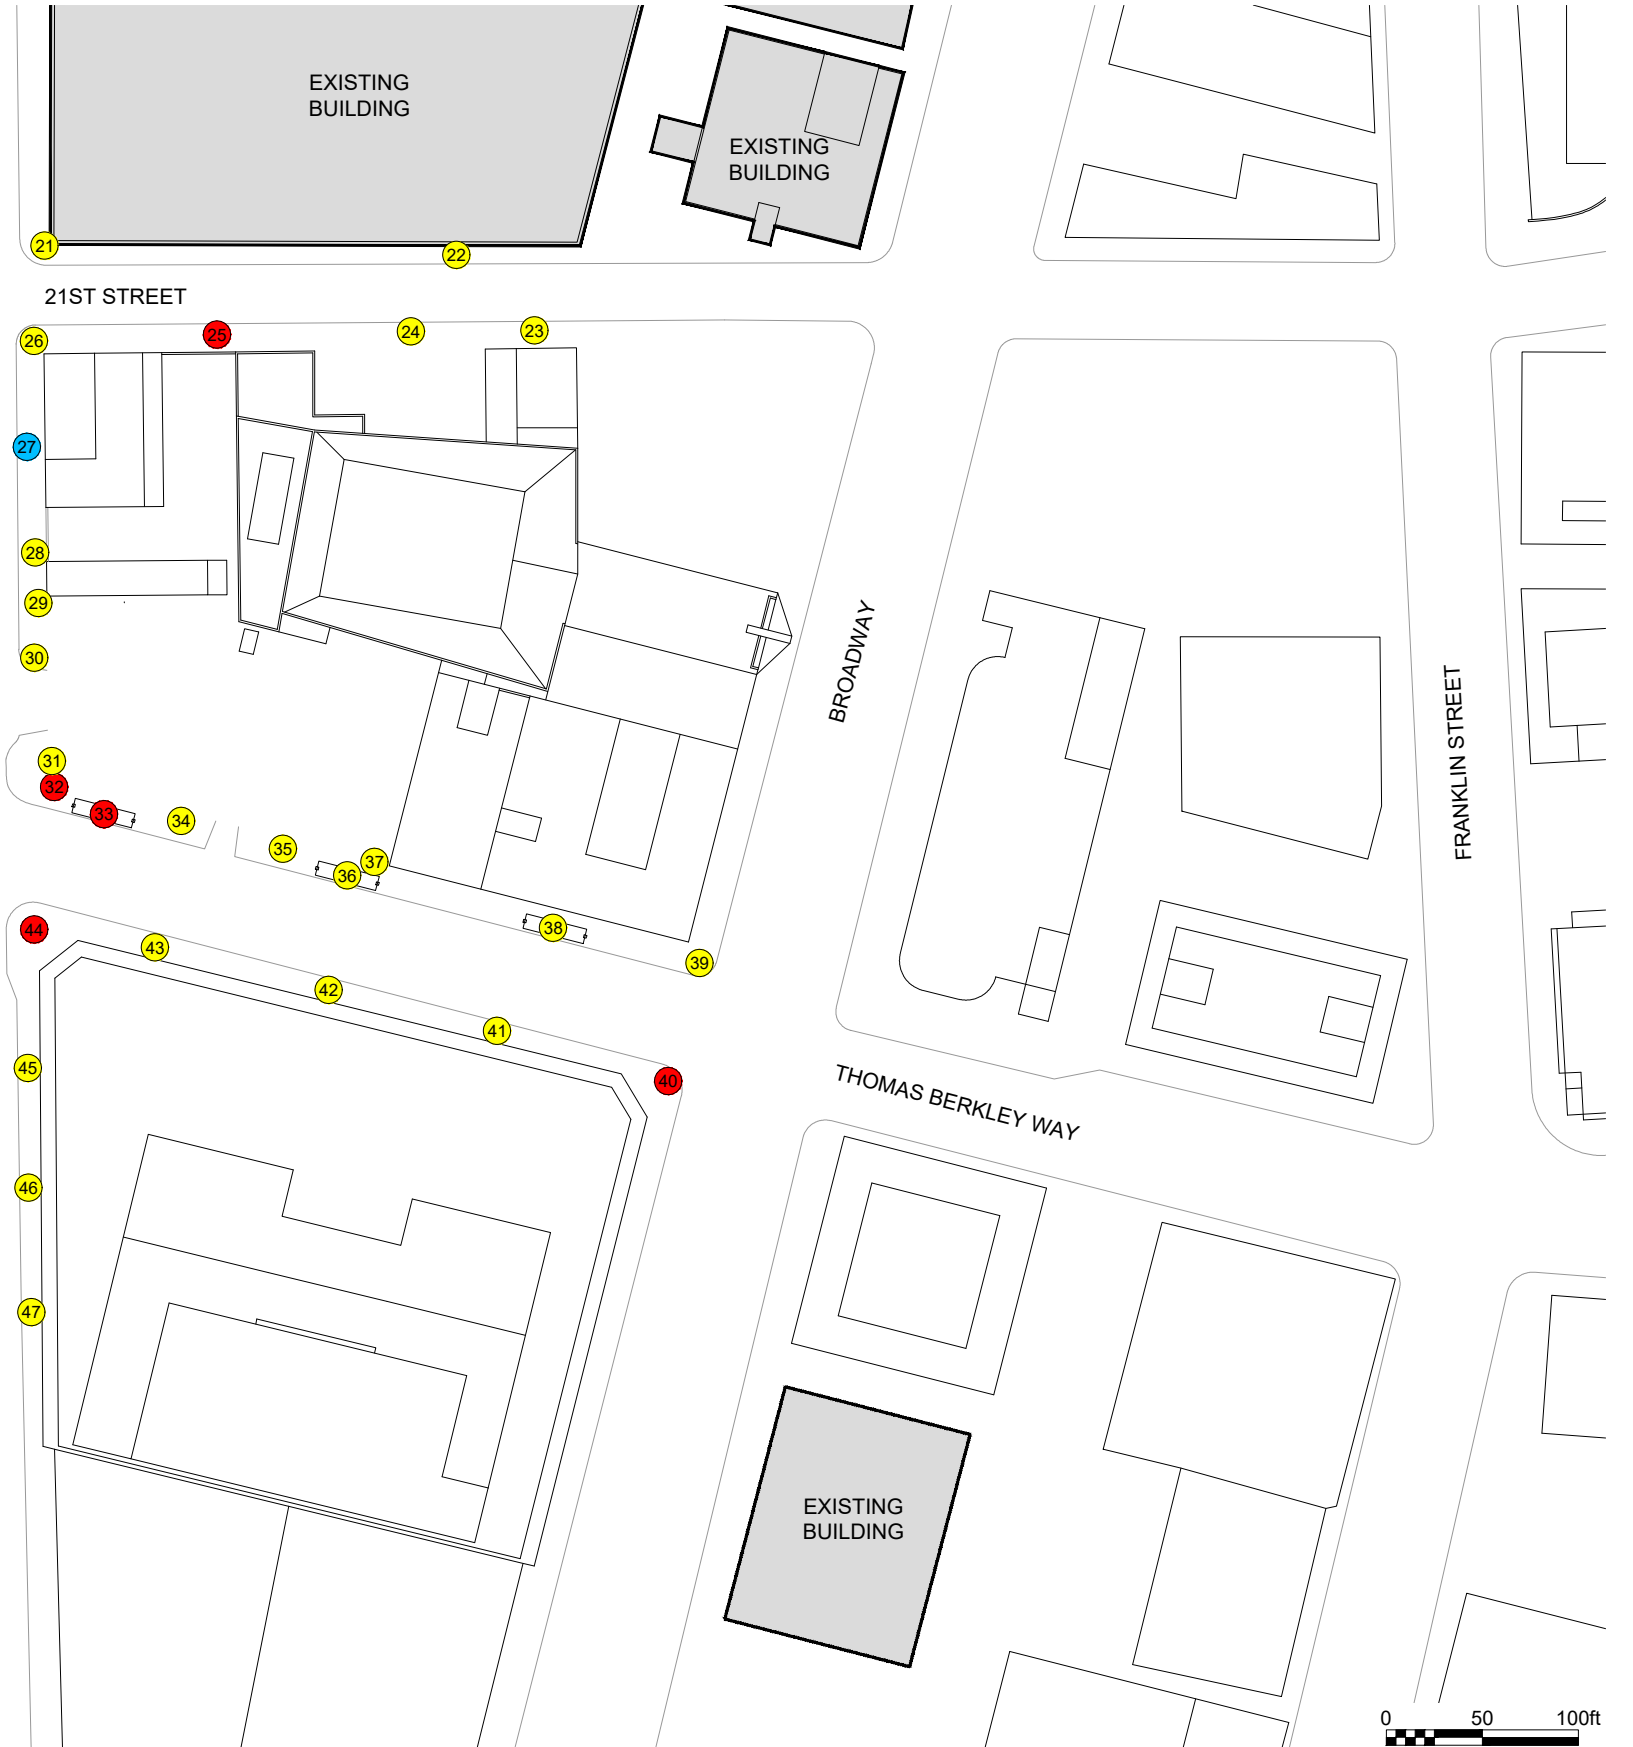 EXISTING
BUILDING
EXISTING
BUILDING
21
22
21ST STREET
26
25
24
23
27
28
29
30
BROADWAY
FRANKLIN STREET
31
32
33
34
35
36
37
38
39
44
43
42
41
40
45
THOMAS BERKLEY WAY
46
47
EXISTING
BUILDING
0 50 100ft